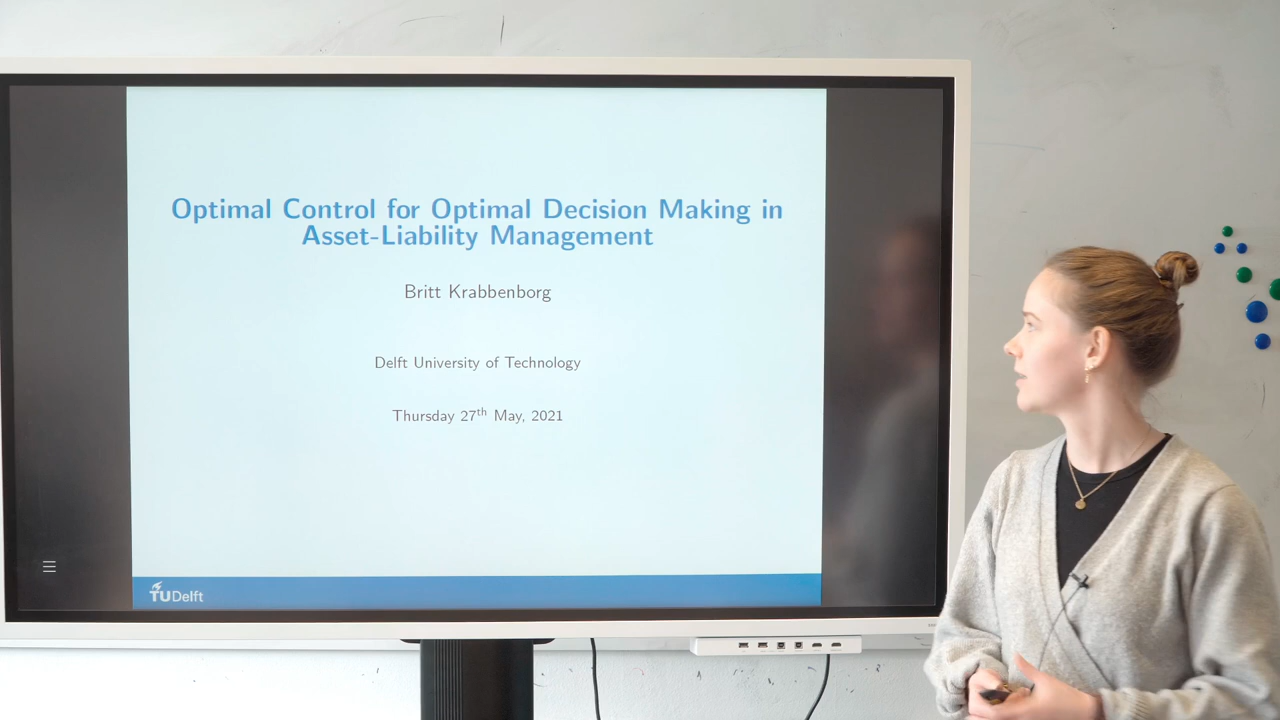 Optimal Control for Optimal Decision Making in
Asset-Liability Management
Britt Krabbenborg
Delft University of Technology
Thursday 27th May, 2021
TUDelft